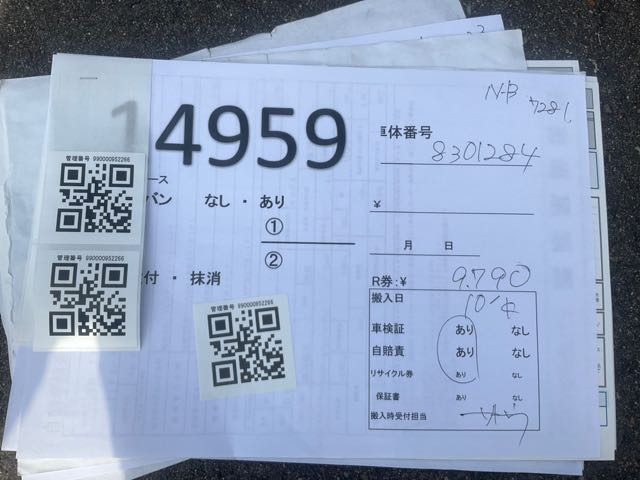 N-B 7281
14959
車体番号
8301284
管理番号 990000952266
ース
バン なし ・ あり
¥
①
②
月 日
管理番号 990000952266
付 ・ 抹消
R券:¥ 9.790
搬入日 10/4
車検証 あり なし
自賠責 あり なし
リサイクル券 あり なし
保証書 あり なし
搬入時受付担当
管理番号 990000952266